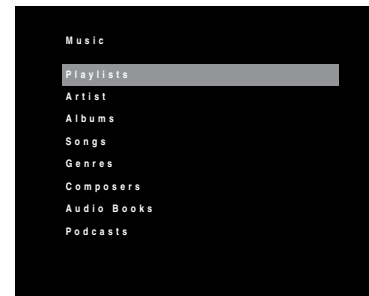 Music
Playlists
Artist
Albums
Songs
Genres
Composers
Audio Books
Podcasts